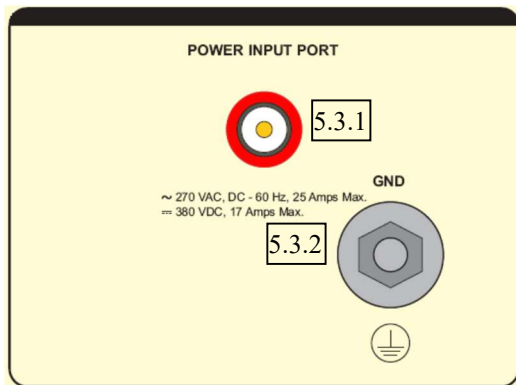 POWER INPUT PORT
5.3.1
GND
~ 270 VAC, DC - 60 Hz, 25 Amps Max.
⎓ 380 VDC, 17 Amps Max.
5.3.2